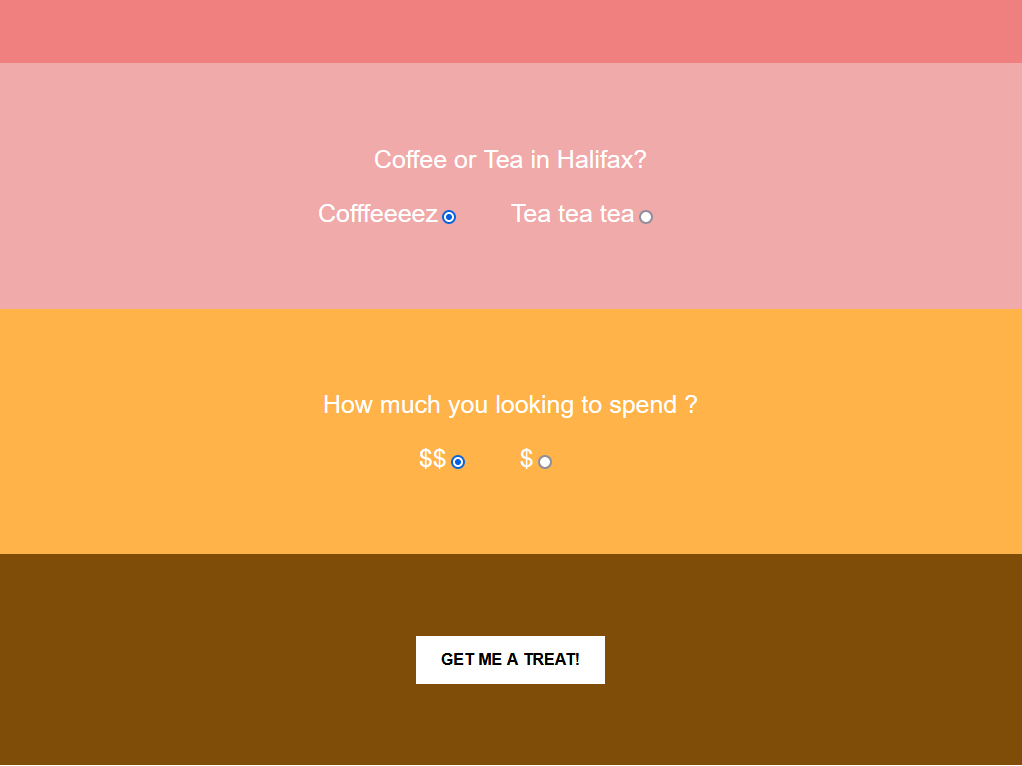 Coffee or Tea in Halifax?
Cofffeeeez Tea tea tea
How much you looking to spend ?
$$ $
GET ME A TREAT!